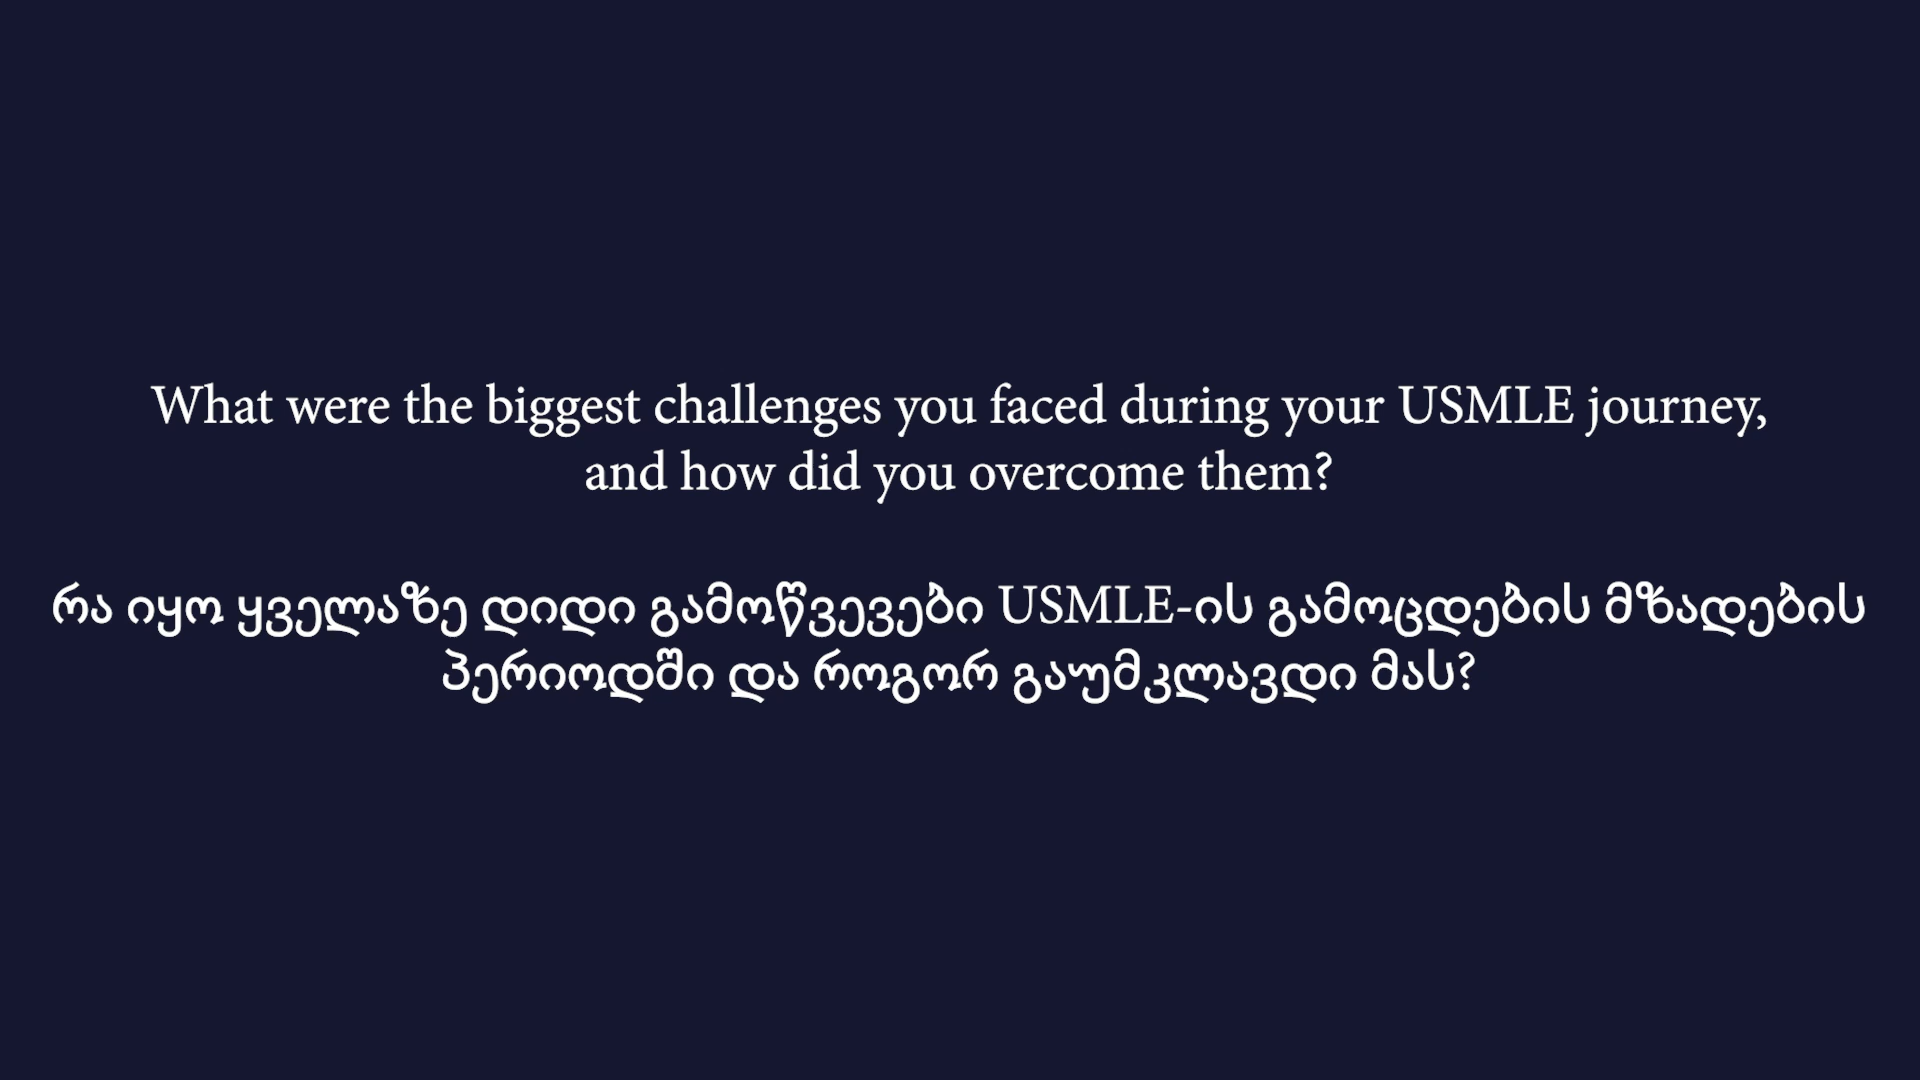 What were the biggest challenges you faced during your USMLE journey,
and how did you overcome them?
რა იყო ყველაზე დიდი გამოწვევები USMLE-ის გამოცდების მზადების
პერიოდში და როგორ გაუმკლავდი მას?